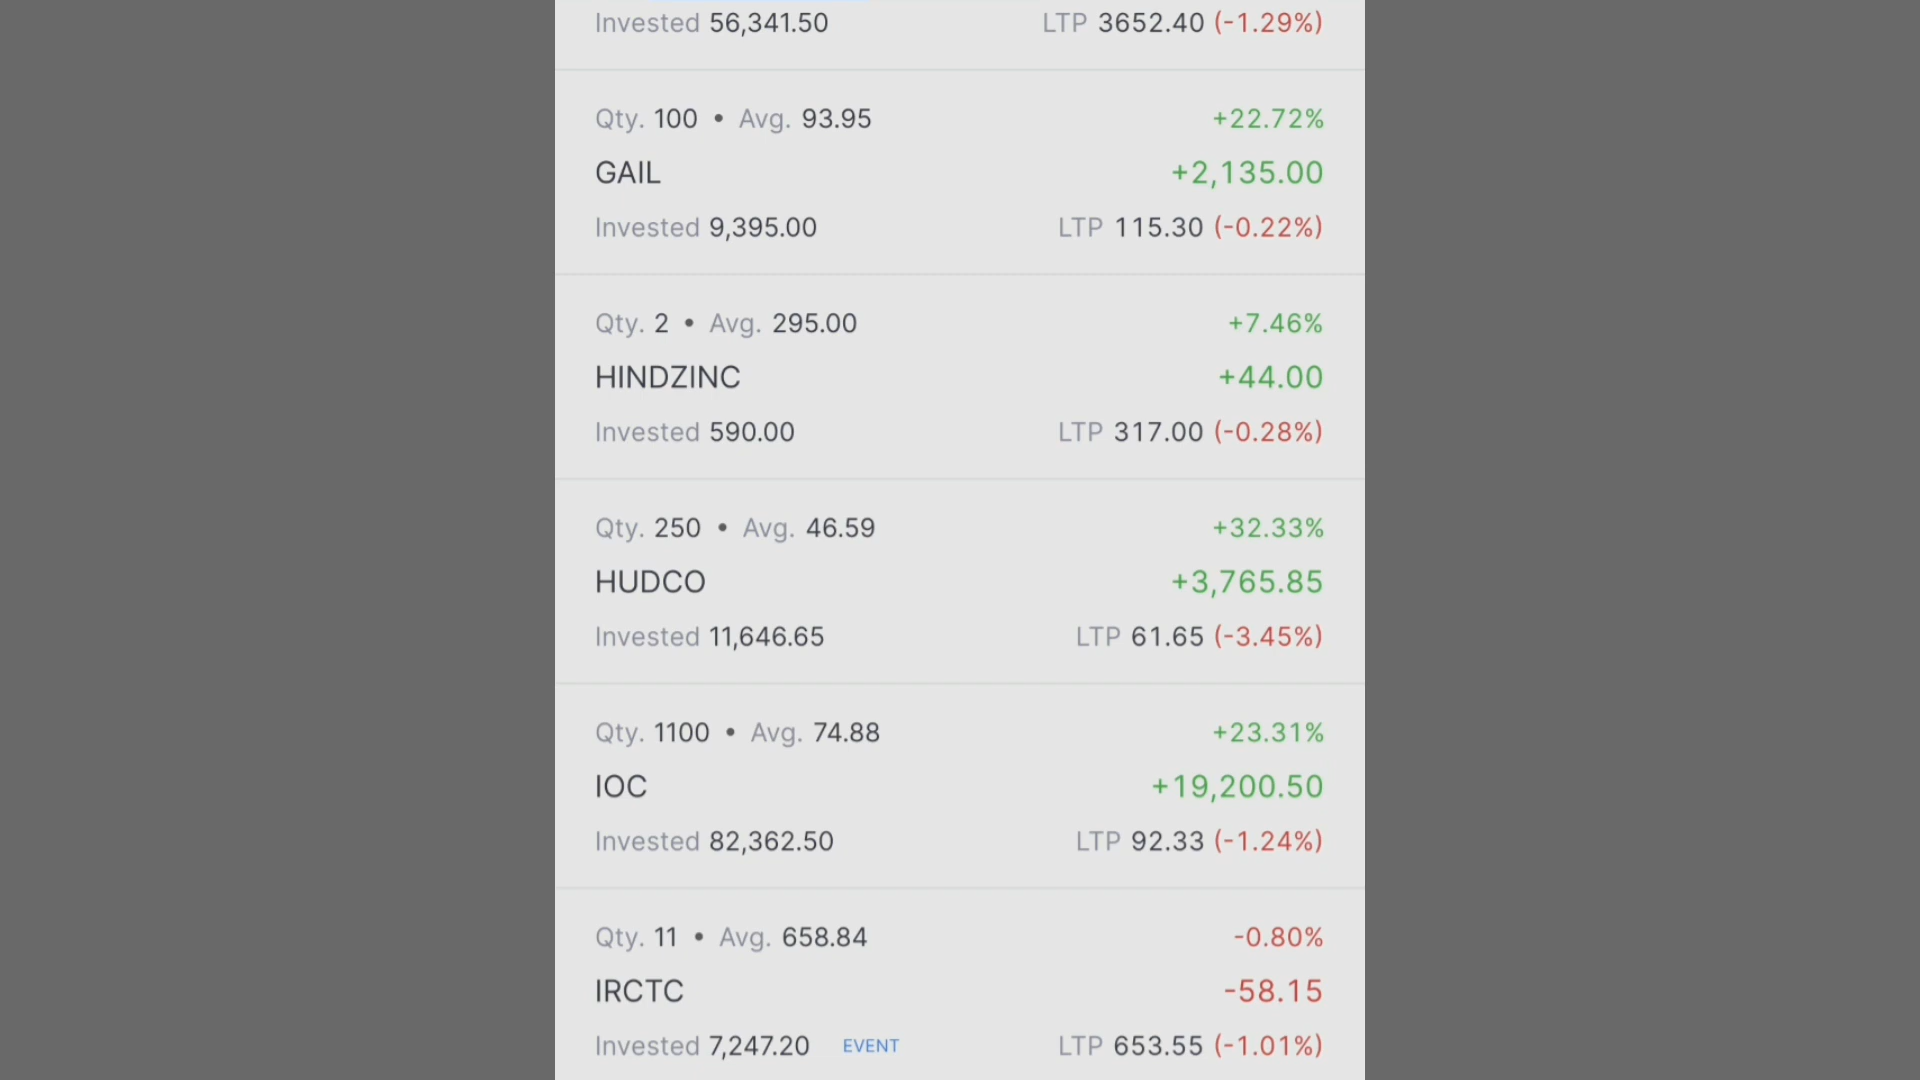 Invested 56,341.50 LTP 3652.40 (-1.29%)
Qty. 100 • Avg. 93.95 +22.72%
GAIL +2,135.00
Invested 9,395.00 LTP 115.30 (-0.22%)
Qty. 2 • Avg. 295.00 +7.46%
HINDZINC +44.00
Invested 590.00 LTP 317.00 (-0.28%)
Qty. 250 • Avg. 46.59 +32.33%
HUDCO +3,765.85
Invested 11,646.65 LTP 61.65 (-3.45%)
Qty. 1100 • Avg. 74.88 +23.31%
IOC +19,200.50
Invested 82,362.50 LTP 92.33 (-1.24%)
Qty. 11 • Avg. 658.84 -0.80%
IRCTC -58.15
Invested 7,247.20 EVENT LTP 653.55 (-1.01%)